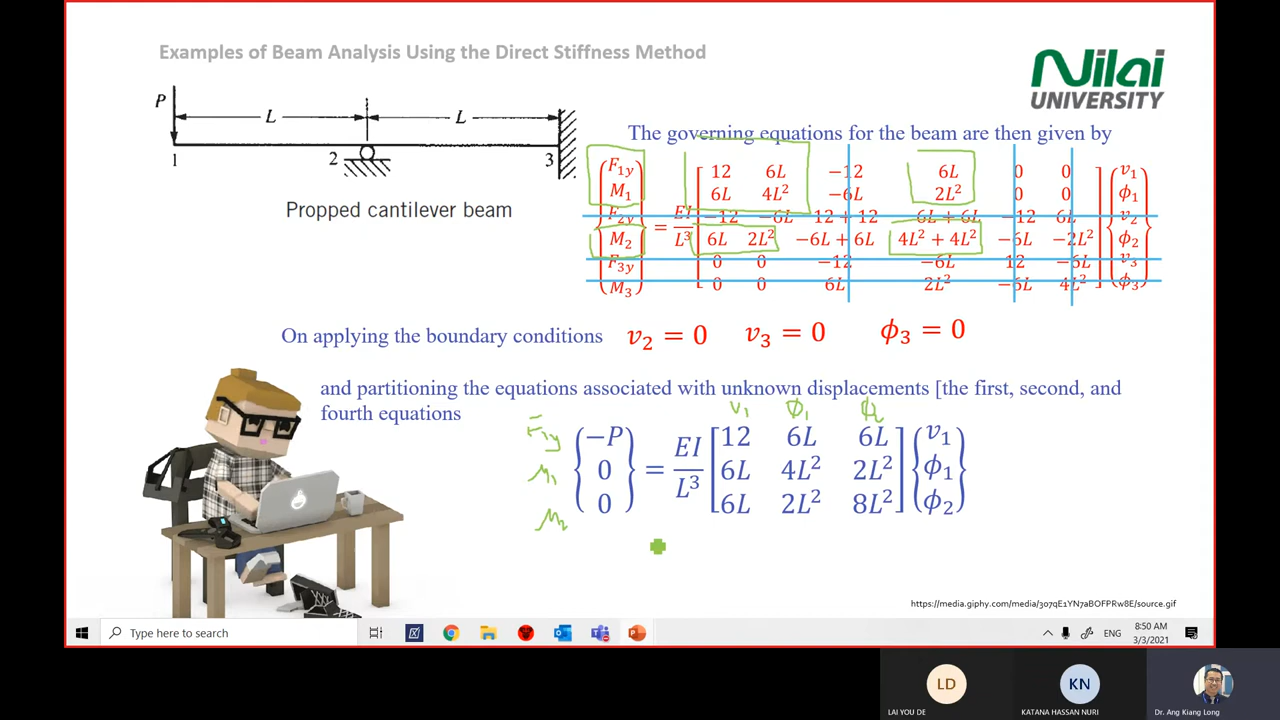 Examples of Beam Analysis Using the Direct Stiffness Method
Nilai
UNIVERSITY
P
L L
1 2 3
Propped cantilever beam
The governing equations for the beam are then given by
F₁y 12 6L −12 6L 0 0 v₁
M₁ 6L 4L² −6L 2L² 0 0 ϕ₁
F₂y −12 −6L 12 + 12 −6L + 6L −12 6L v₂
M₂ = EI/L³ 6L 2L² −6L + 6L 4L² + 4L² −6L −2L² ϕ₂
F₃y 0 0 −12 −6L 12 −6L v₃
M₃ 0 0 6L 2L² −6L 4L² ϕ₃
On applying the boundary conditions v₂ = 0 v₃ = 0 ϕ₃ = 0
and partitioning the equations associated with unknown displacements [the first, second, and
fourth equations
v₁ ϕ₁ ϕ₂
F₁y −P 12 6L 6L v₁
M₁ 0 = EI/L³ 6L 4L² 2L² ϕ₁
M₂ 0 6L 2L² 8L² ϕ₂
https://media.giphy.com/media/3o7qE1YN7aBOFPRw8E/source.gif
Type here to search
ENG
8:50 AM
3/3/2021
LD KN
LAI YOU DE KATANA HASSAN NURI Dr. Ang Kiang Long